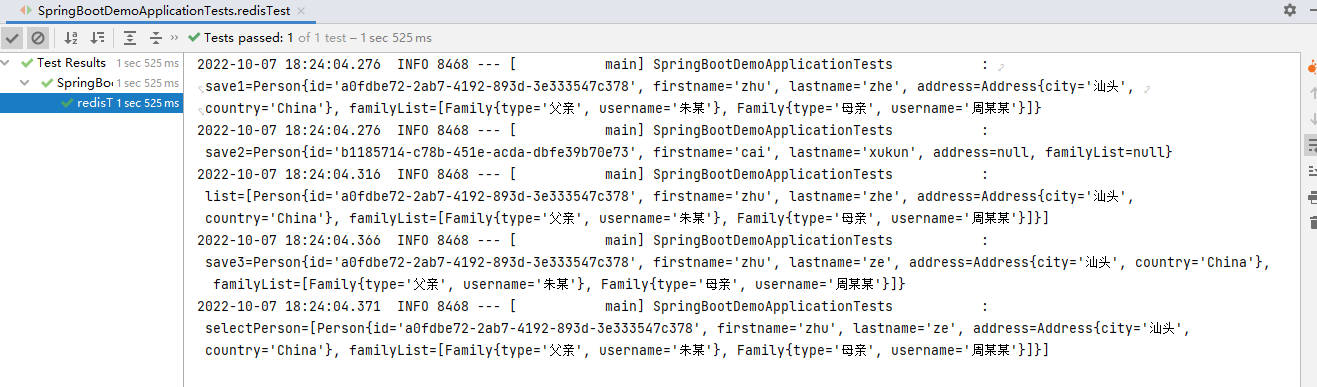 SpringBootDemoApplicationTests.redisTest
Tests passed: 1 of 1 test – 1 sec 525 ms
Test Results 1 sec 525 ms
SpringBoo 1 sec 525 ms
redisT 1 sec 525 ms
2022-10-07 18:24:04.276  INFO 8468 --- [           main] SpringBootDemoApplicationTests           :
save1=Person{id='a0fdbe72-2ab7-4192-893d-3e333547c378', firstname='zhu', lastname='zhe', address=Address{city='汕头',
country='China'}, familyList=[Family{type='父亲', username='朱某'}, Family{type='母亲', username='周某某'}]}
2022-10-07 18:24:04.276  INFO 8468 --- [           main] SpringBootDemoApplicationTests           :
save2=Person{id='b1185714-c78b-451e-acda-dbfe39b70e73', firstname='cai', lastname='xukun', address=null, familyList=null}
2022-10-07 18:24:04.316  INFO 8468 --- [           main] SpringBootDemoApplicationTests           :
list=[Person{id='a0fdbe72-2ab7-4192-893d-3e333547c378', firstname='zhu', lastname='zhe', address=Address{city='汕头',
country='China'}, familyList=[Family{type='父亲', username='朱某'}, Family{type='母亲', username='周某某'}]}]
2022-10-07 18:24:04.366  INFO 8468 --- [           main] SpringBootDemoApplicationTests           :
save3=Person{id='a0fdbe72-2ab7-4192-893d-3e333547c378', firstname='zhu', lastname='ze', address=Address{city='汕头', country='China'},
familyList=[Family{type='父亲', username='朱某'}, Family{type='母亲', username='周某某'}]}
2022-10-07 18:24:04.371  INFO 8468 --- [           main] SpringBootDemoApplicationTests           :
selectPerson=[Person{id='a0fdbe72-2ab7-4192-893d-3e333547c378', firstname='zhu', lastname='ze', address=Address{city='汕头',
country='China'}, familyList=[Family{type='父亲', username='朱某'}, Family{type='母亲', username='周某某'}]}]